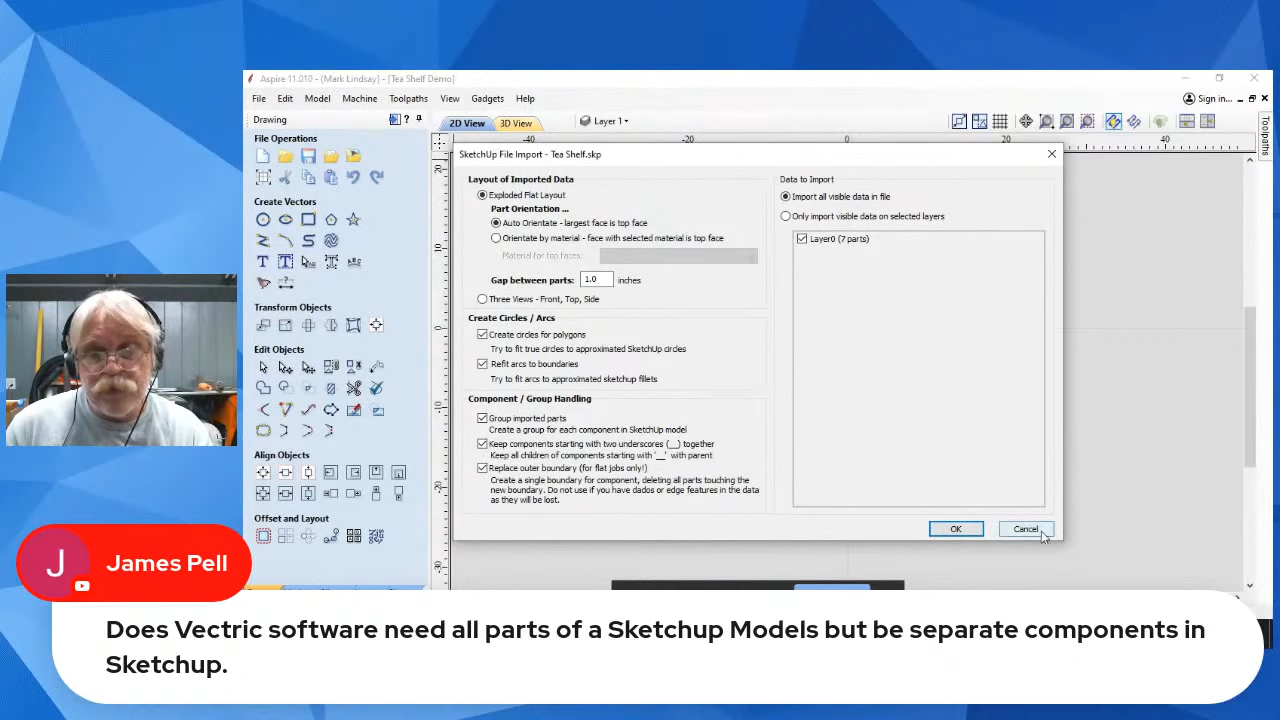 Aspire 11.010 - {Mark Lindsay} - [Tea Shelf Demo]
File Edit Model Machine Toolpaths View Gadgets Help
Sign in...
Drawing
2D View
3D View
Layer 1
Toolpaths
File Operations
Create Vectors
Transform Objects
Edit Objects
Align Objects
Offset and Layout
-40
-20
0
20
40
20
10
0
-10
-20
-30
SketchUp File Import - Tea Shelf.skp
Layout of Imported Data
Exploded Flat Layout
Part Orientation ...
Auto Orientate - largest face is top face
Orientate by material - face with selected material is top face
Material for top faces:
Gap between parts: 1.0 inches
Three Views - Front, Top, Side
Create Circles / Arcs
Create circles for polygons
Try to fit true circles to approximated SketchUp circles
Refit arcs to boundaries
Try to fit arcs to approximated sketchup fillets
Component / Group Handling
Group imported parts
Create a group for each component in SketchUp model
Keep components starting with two underscores (__) together
Keep all children of components starting with '__' with parent
Replace outer boundary (for flat jobs only!)
Create a single boundary for component, deleting all parts touching the
new boundary. Do not use if you have dados or edge features in the data
as they will be lost.
Data to Import
Import all visible data in file
Only import visible data on selected layers
Layer0 (7 parts)
OK
Cancel
J
James Pell
Does Vectric software need all parts of a Sketchup Models but be separate components in
Sketchup.